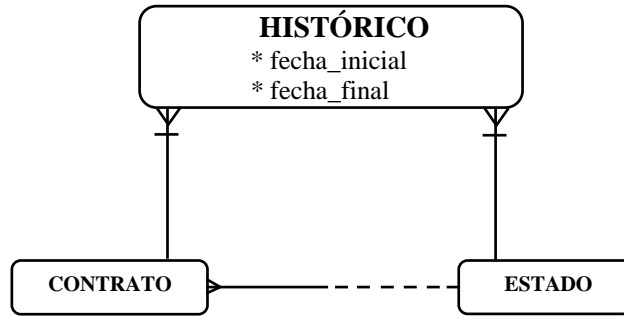 HISTÓRICO
* fecha_inicial
* fecha_final
CONTRATO
ESTADO